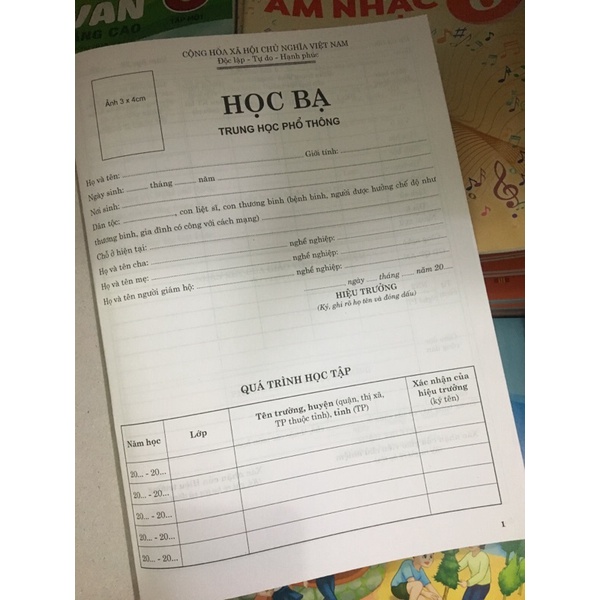 VĂN
NÂNG CAO
ÂM NHẠC
CỘNG HÒA XÃ HỘI CHỦ NGHĨA VIỆT NAM
Độc lập - Tự do - Hạnh phúc
Ảnh 3 x 4cm
HỌC BẠ
TRUNG HỌC PHỔ THÔNG
Họ và tên: Giới tính:
Ngày sinh: tháng năm
Nơi sinh:
Dân tộc: , con liệt sĩ, con thương binh (bệnh binh, người được hưởng chế độ như
thương binh, gia đình có công với cách mạng)
Chỗ ở hiện tại:
Họ và tên cha: nghề nghiệp:
Họ và tên mẹ: nghề nghiệp:
Họ và tên người giám hộ: nghề nghiệp:
ngày tháng năm 20
HIỆU TRƯỞNG
(Ký, ghi rõ họ tên và đóng dấu)
QUÁ TRÌNH HỌC TẬP
Năm học Lớp Tên trường, huyện (quận, thị xã, TP thuộc tỉnh), tỉnh (TP) Xác nhận của hiệu trưởng (ký tên)
20... - 20...
20... - 20...
20... - 20...
20... - 20...
20... - 20...
1